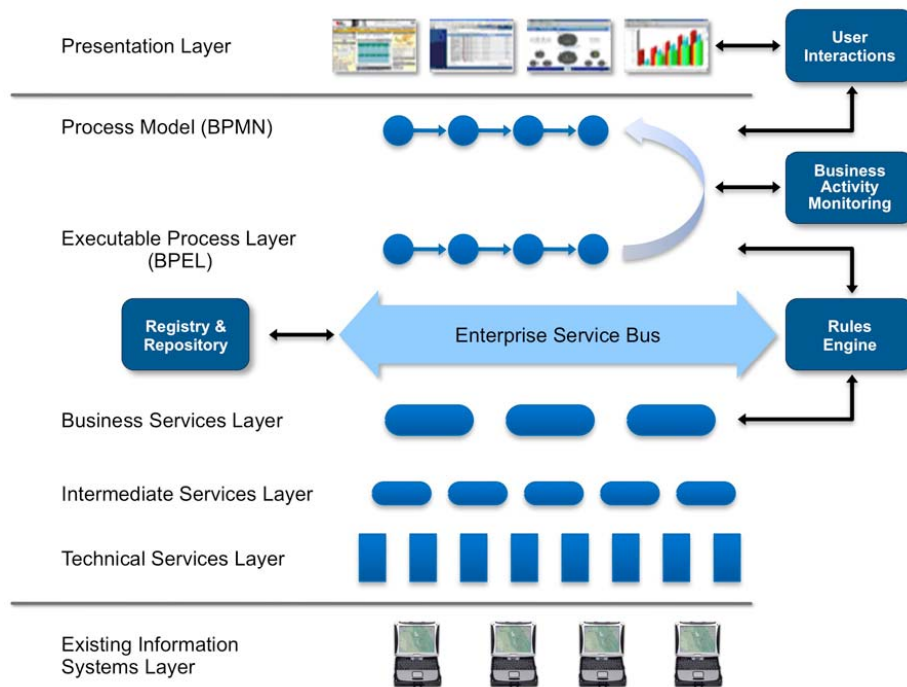 Presentation Layer
User
Interactions
Process Model (BPMN)
Business
Activity
Monitoring
Executable Process Layer
(BPEL)
Registry &
Repository
Enterprise Service Bus
Rules
Engine
Business Services Layer
Intermediate Services Layer
Technical Services Layer
Existing Information
Systems Layer